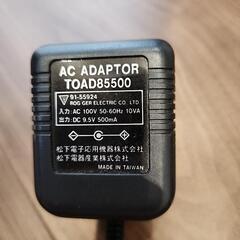 AC ADAPTOR
TOAD85500
91-55924
ROG GER ELECTRIC CO. LTD
入力: AC 100V 50-60Hz 10VA
出力: DC 9.5V 500mA
松下電子応用機器株式会社
松下電器産業株式会社
MADE IN TAIWAN